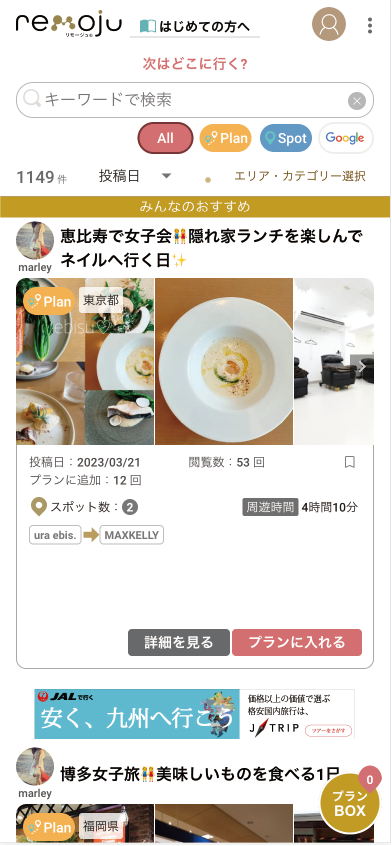 remoju
リモージュ®
はじめての方へ
次はどこに行く?
キーワードで検索
All
Plan
Spot
Google
1149 件
投稿日
エリア・カテゴリー選択
みんなのおすすめ
marley
恵比寿で女子会👭隠れ家ランチを楽しんで
ネイルへ行く日✨
Plan
東京都
ebisu♡
投稿日：2023/03/21
閲覧数：53 回
プランに追加：12 回
スポット数：2
周遊時間 4時間10分
ura ebis.
MAXKELLY
詳細を見る
プランに入れる
JALで行く
安く、九州へ行こう
価格以上の価値で選ぶ
格安国内旅行は、
J TRIP
ツアーをさがす
marley
博多女子旅👭美味しいものを食べる1日
Plan
福岡県
0
プラン
BOX